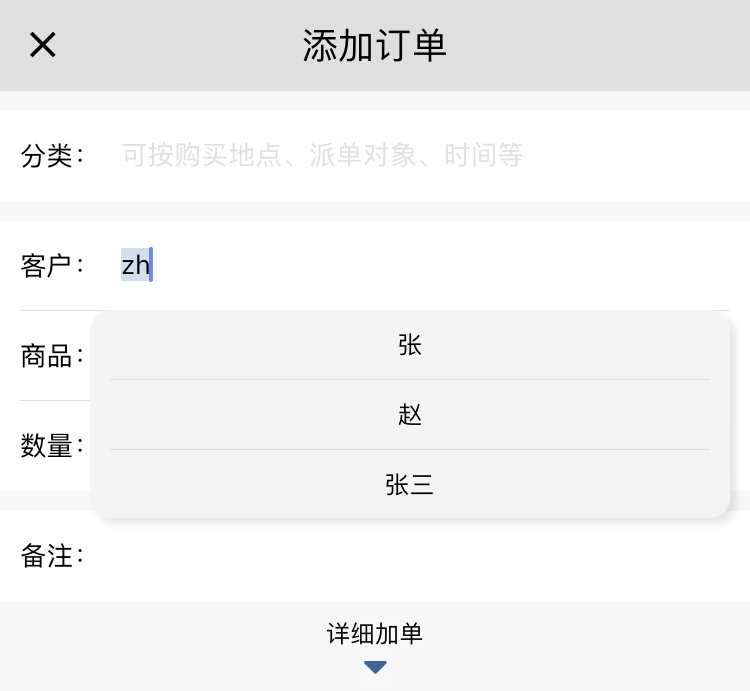 添加订单
分类：
可按购买地点、派单对象、时间等
客户：
zh
商品：
张
赵
数量：
张三
备注：
详细加单